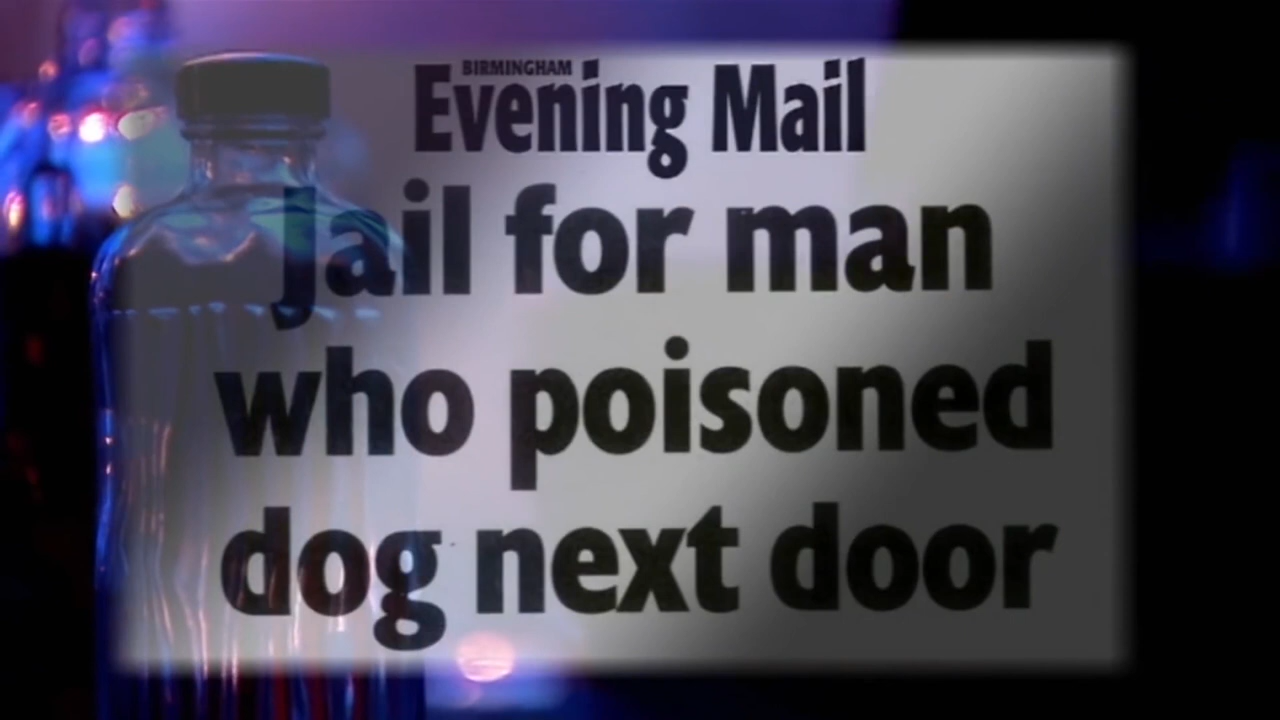 BIRMINGHAM
Evening Mail
Jail for man
who poisoned
dog next door